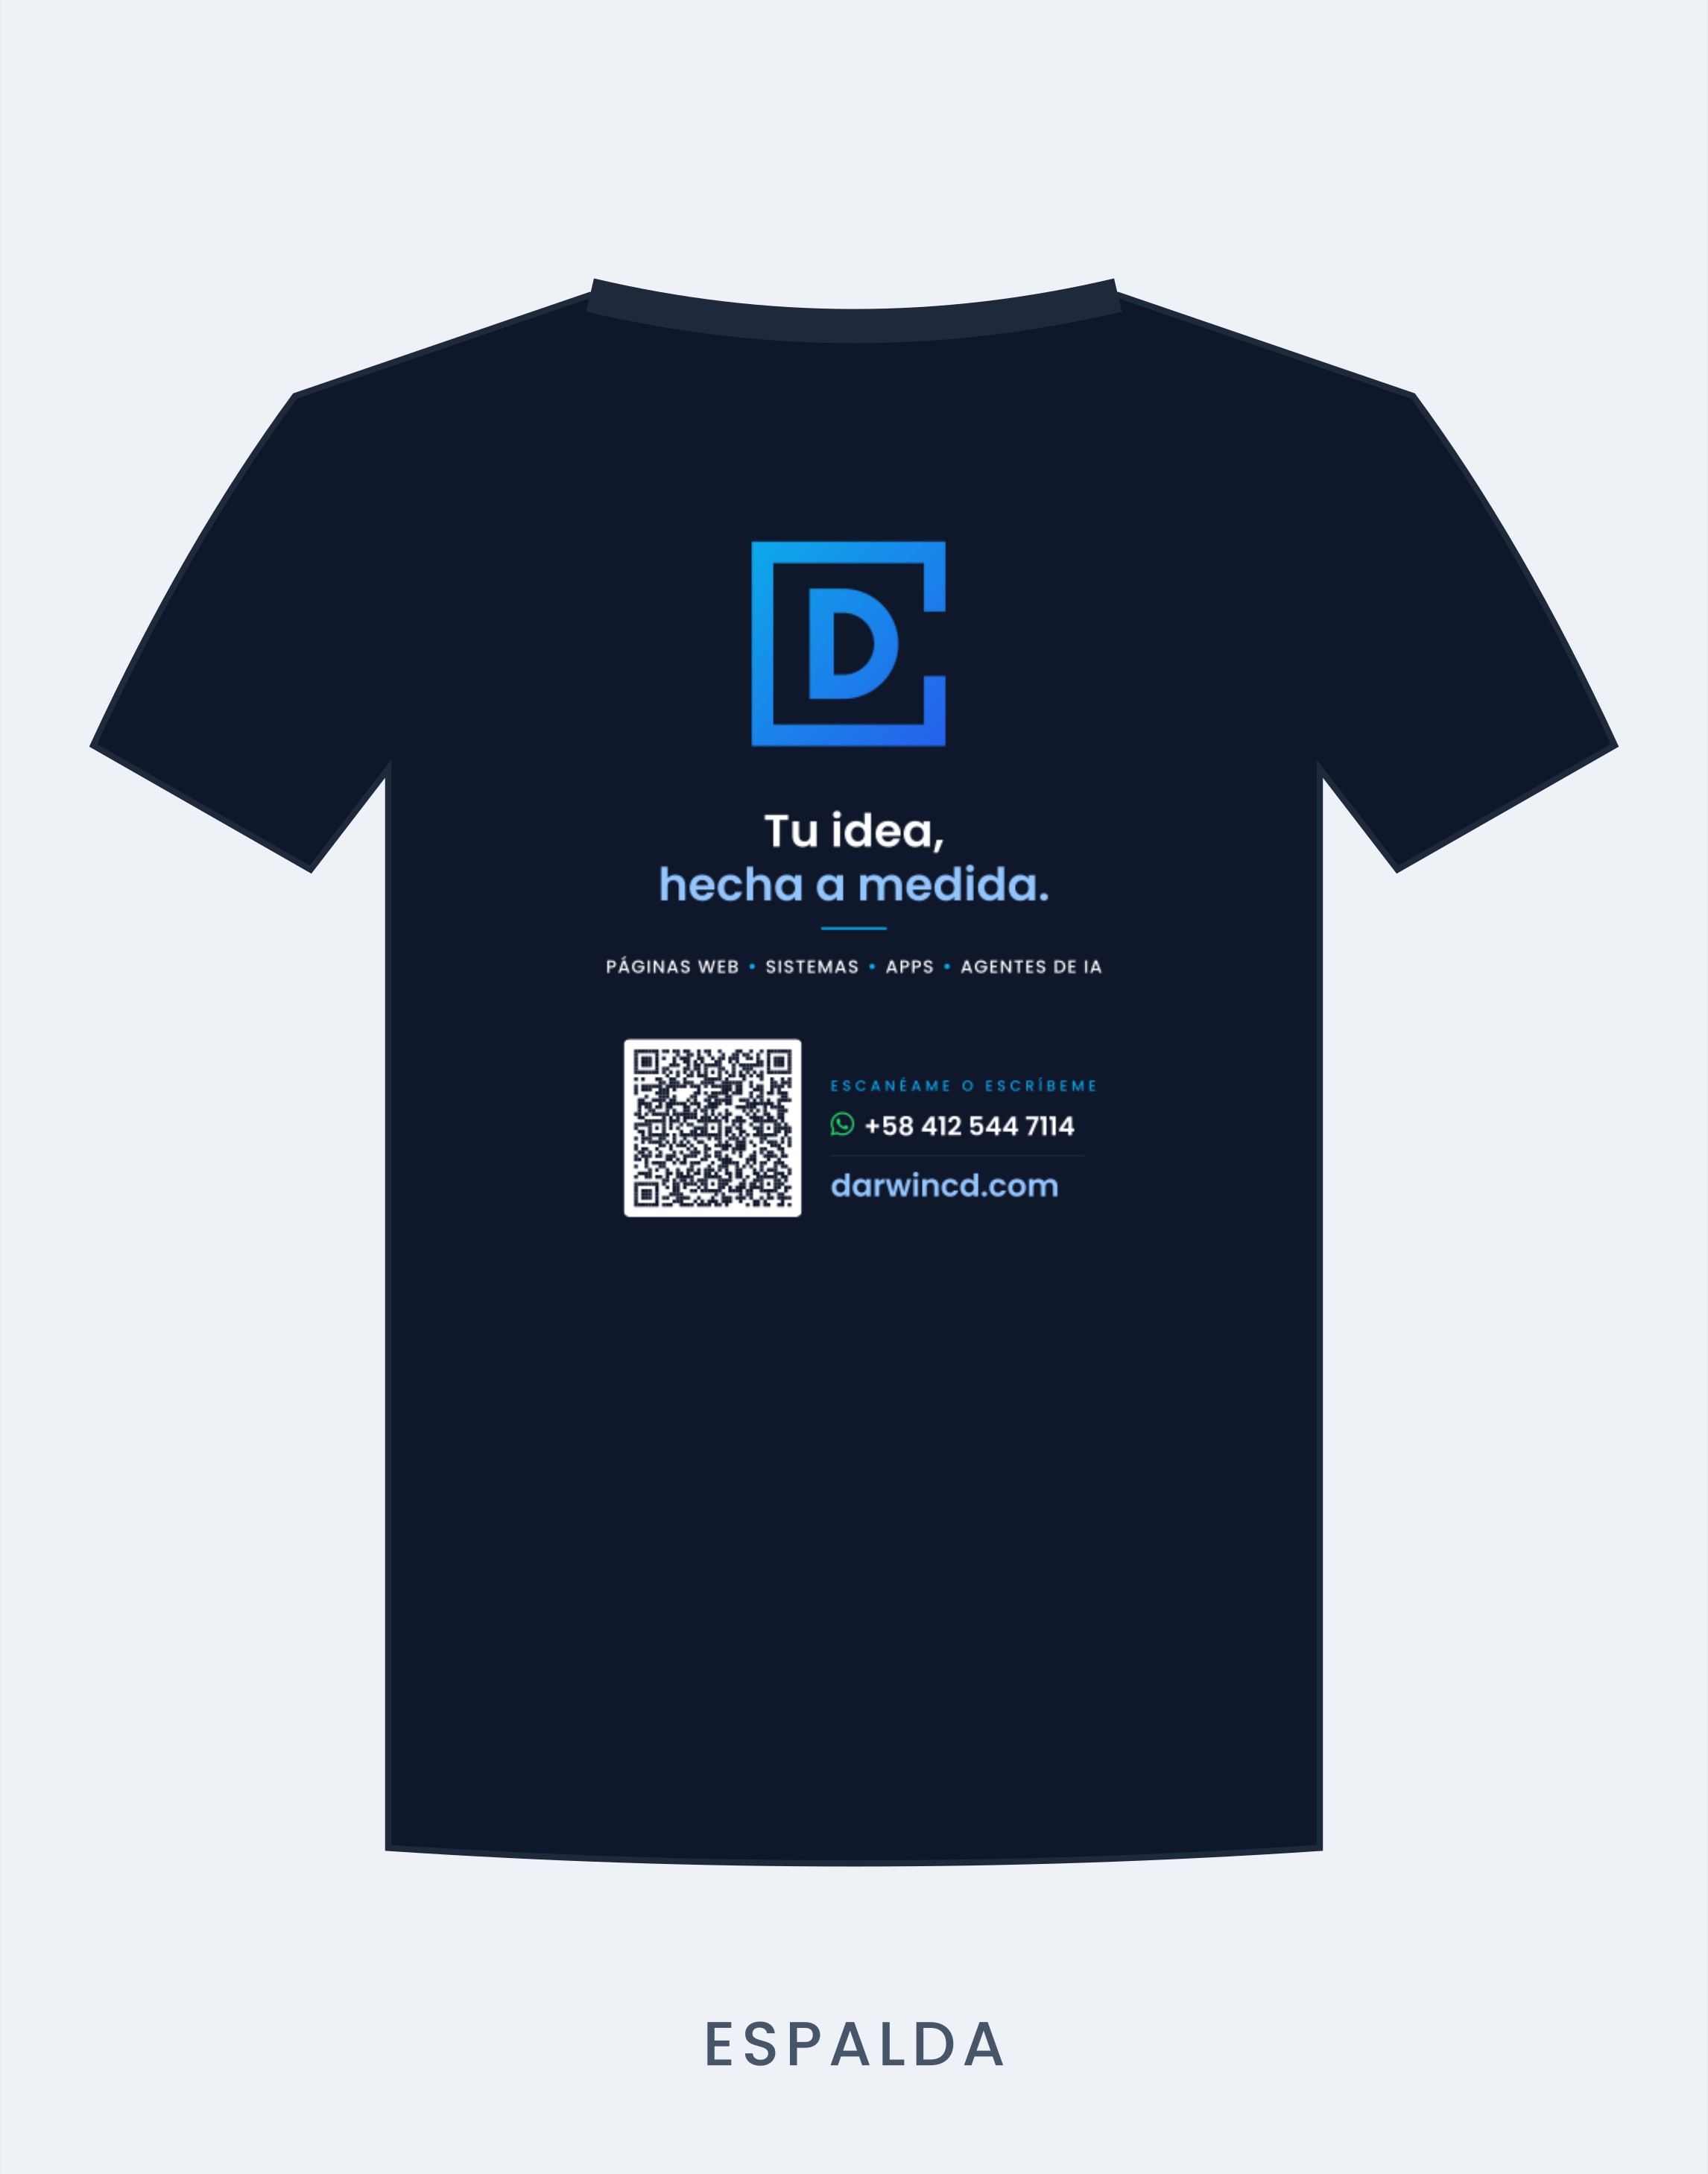 D
Tu idea,
hecha a medida.
PÁGINAS WEB • SISTEMAS • APPS • AGENTES DE IA
ESCANÉAME O ESCRÍBEME
+58 412 544 7114
darwincd.com
ESPALDA